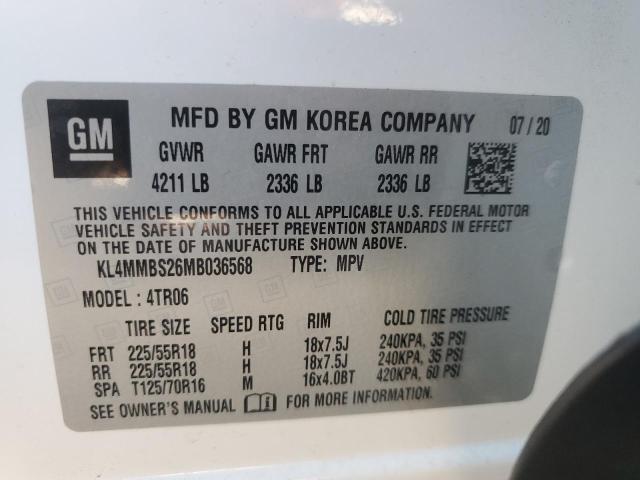 GM MFD BY GM KOREA COMPANY 07/20
GVWR GAWR FRT GAWR RR
4211 LB 2336 LB 2336 LB
THIS VEHICLE CONFORMS TO ALL APPLICABLE U.S. FEDERAL MOTOR
VEHICLE SAFETY AND THEFT PREVENTION STANDARDS IN EFFECT
ON THE DATE OF MANUFACTURE SHOWN ABOVE.
KL4MMBS26MB036568 TYPE: MPV
MODEL: 4TR06
TIRE SIZE SPEED RTG RIM COLD TIRE PRESSURE
FRT 225/55R18 H 18x7.5J 240KPA, 35 PSI
RR 225/55R18 H 18x7.5J 240KPA, 35 PSI
SPA T125/70R16 M 16x4.0BT 420KPA, 60 PSI
SEE OWNER'S MANUAL FOR MORE INFORMATION.